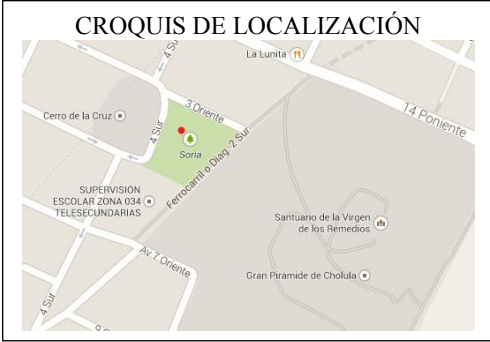 CROQUIS DE LOCALIZACIÓN
La Lunita
4 Sur
3 Oriente
14 Poniente
Cerro de la Cruz
4 Sur
Soria
Ferrocarril o Diag. 2 Sur
SUPERVISIÓN
ESCOLAR ZONA 034
TELESECUNDARIAS
Santuario de la Virgen
de los Remedios
Av 7 Oriente
Gran Pirámide de Cholula
4 Sur